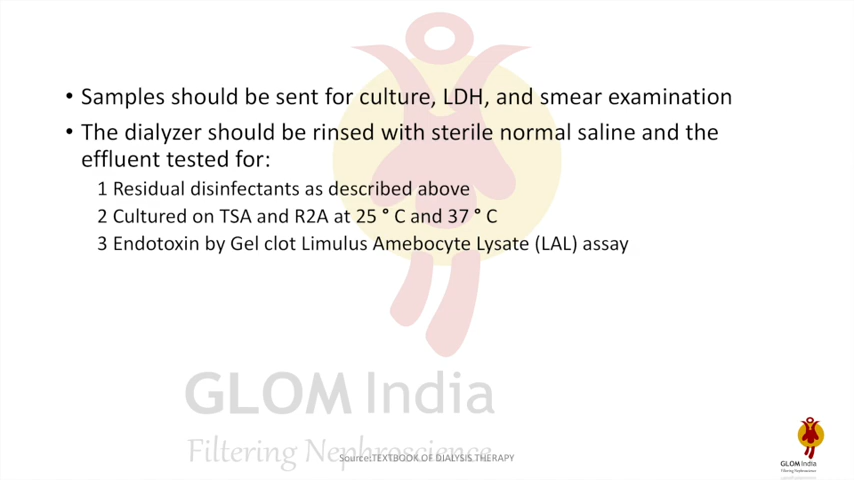 • Samples should be sent for culture, LDH, and smear examination
• The dialyzer should be rinsed with sterile normal saline and the
effluent tested for:
1 Residual disinfectants as described above
2 Cultured on TSA and R2A at 25 ° C and 37 ° C
3 Endotoxin by Gel clot Limulus Amebocyte Lysate (LAL) assay
GLOM India
Filtering Nephroscience
Source:TEXTBOOK OF DIALYSIS THERAPY
GLOM India
Filtering Nephroscience